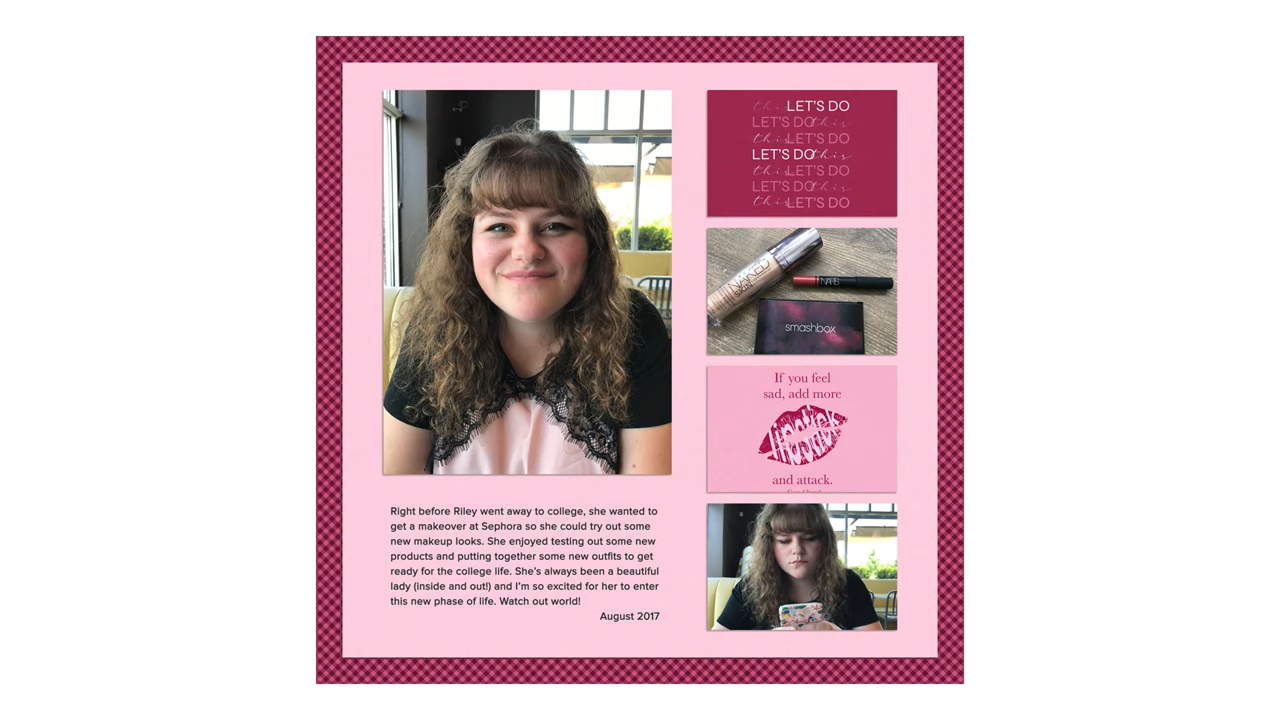 this LET'S DO
LET'S DO this
this LET'S DO
LET'S DO this
this LET'S DO
LET'S DO this
this LET'S DO
NAKED
SKIN
NARS
smashbox
If you feel
sad, add more
lipstick
and attack.
Right before Riley went away to college, she wanted to
get a makeover at Sephora so she could try out some
new makeup looks. She enjoyed testing out some new
products and putting together some new outfits to get
ready for the college life. She's always been a beautiful
lady (inside and out!) and I'm so excited for her to enter
this new phase of life. Watch out world!
August 2017